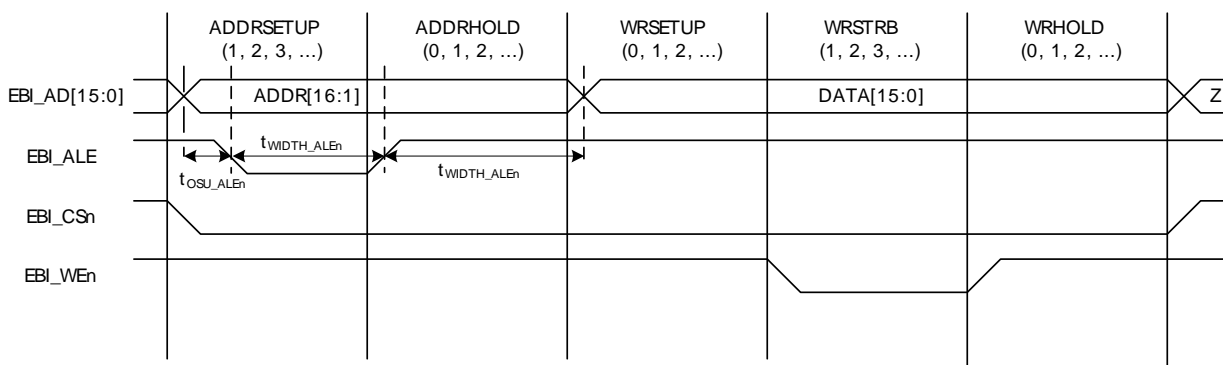 ADDRSETUP ADDRHOLD WRSETUP WRSTRB WRHOLD
(1, 2, 3, ...) (0, 1, 2, ...) (0, 1, 2, ...) (1, 2, 3, ...) (0, 1, 2, ...)
EBI_AD[15:0] ADDR[16:1] DATA[15:0] Z
EBI_ALE tWIDTH_ALEn
tOSU_ALEn tWIDTH_ALEn
EBI_CSn
EBI_WEn